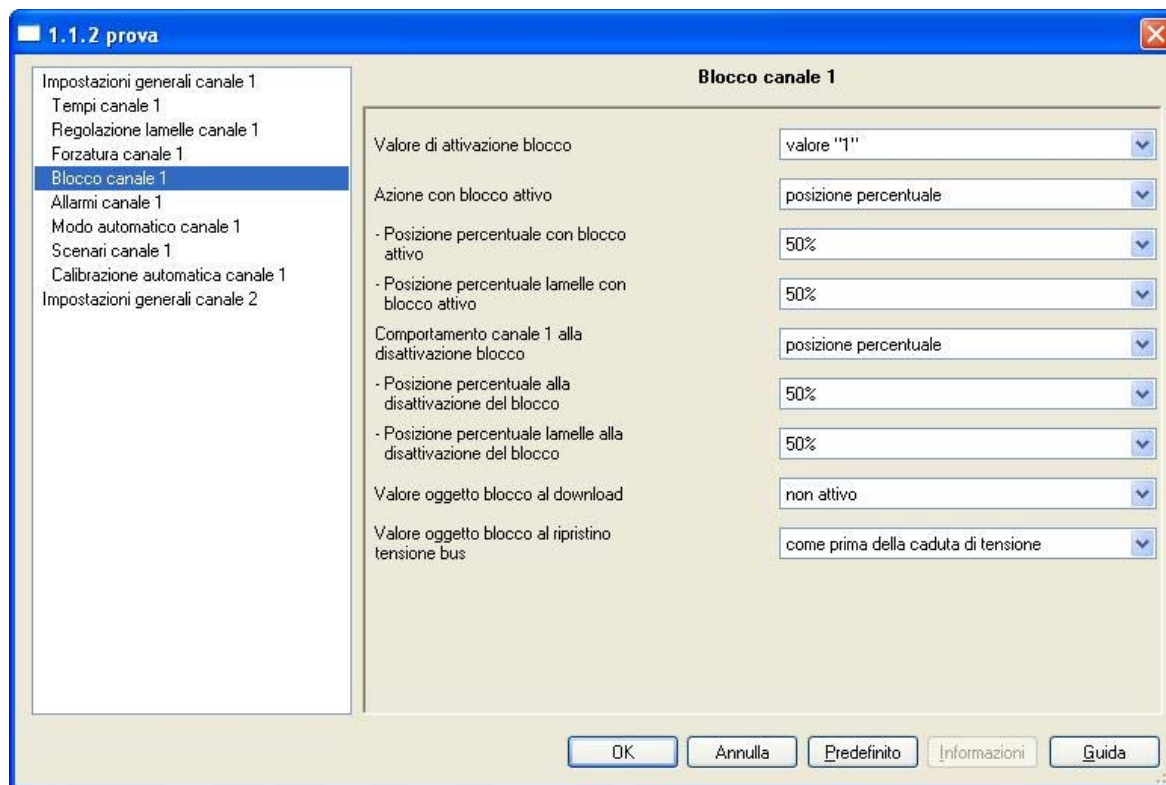 1.1.2 prova
Impostazioni generali canale 1
Tempi canale 1
Regolazione lamelle canale 1
Forzatura canale 1
Blocco canale 1
Allarmi canale 1
Modo automatico canale 1
Scenari canale 1
Calibrazione automatica canale 1
Impostazioni generali canale 2
Blocco canale 1
Valore di attivazione blocco
valore "1"
Azione con blocco attivo
posizione percentuale
- Posizione percentuale con blocco
attivo
50%
- Posizione percentuale lamelle con
blocco attivo
50%
Comportamento canale 1 alla
disattivazione blocco
posizione percentuale
- Posizione percentuale alla
disattivazione del blocco
50%
- Posizione percentuale lamelle alla
disattivazione del blocco
50%
Valore oggetto blocco al download
non attivo
Valore oggetto blocco al ripristino
tensione bus
come prima della caduta di tensione
OK
Annulla
Predefinito
Informazioni
Guida